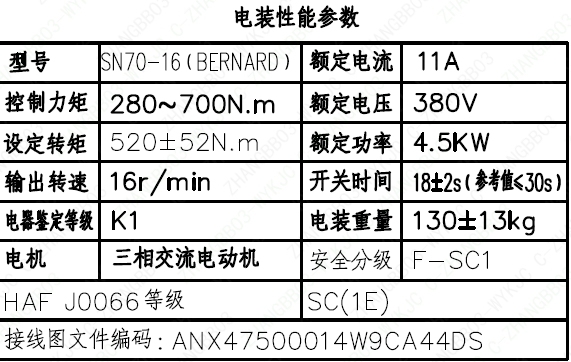 电装性能参数
型号 SN70-16(BERNARD) 额定电流 11A
控制力矩 280~700N.m 额定电压 380V
设定转矩 520±52N.m 额定功率 4.5KW
输出转速 16r/min 开关时间 18±2s(参考值≤30s)
电器鉴定等级 K1 电装重量 130±13kg
电机 三相交流电动机 安全分级 F-SC1
HAF J0066等级 SC(1E)
接线图文件编码: ANX47500014W9CA44DS